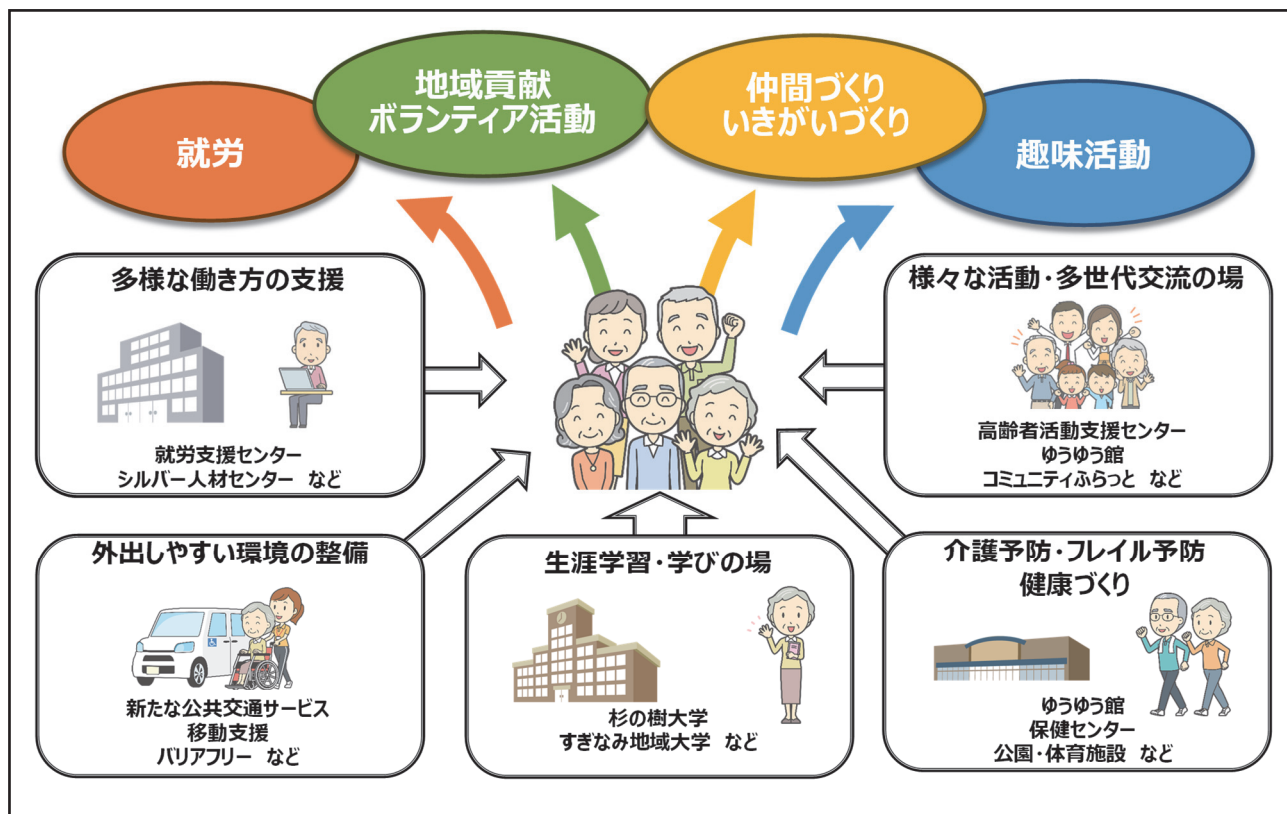 就労
地域貢献
ボランティア活動
仲間づくり
いきがいづくり
趣味活動
多様な働き方の支援
就労支援センター
シルバー人材センター など
様々な活動・多世代交流の場
高齢者活動支援センター
ゆうゆう館
コミュニティふらっと など
外出しやすい環境の整備
新たな公共交通サービス
移動支援
バリアフリー など
生涯学習・学びの場
杉の樹大学
すぎなみ地域大学 など
介護予防・フレイル予防
健康づくり
ゆうゆう館
保健センター
公園・体育施設 など